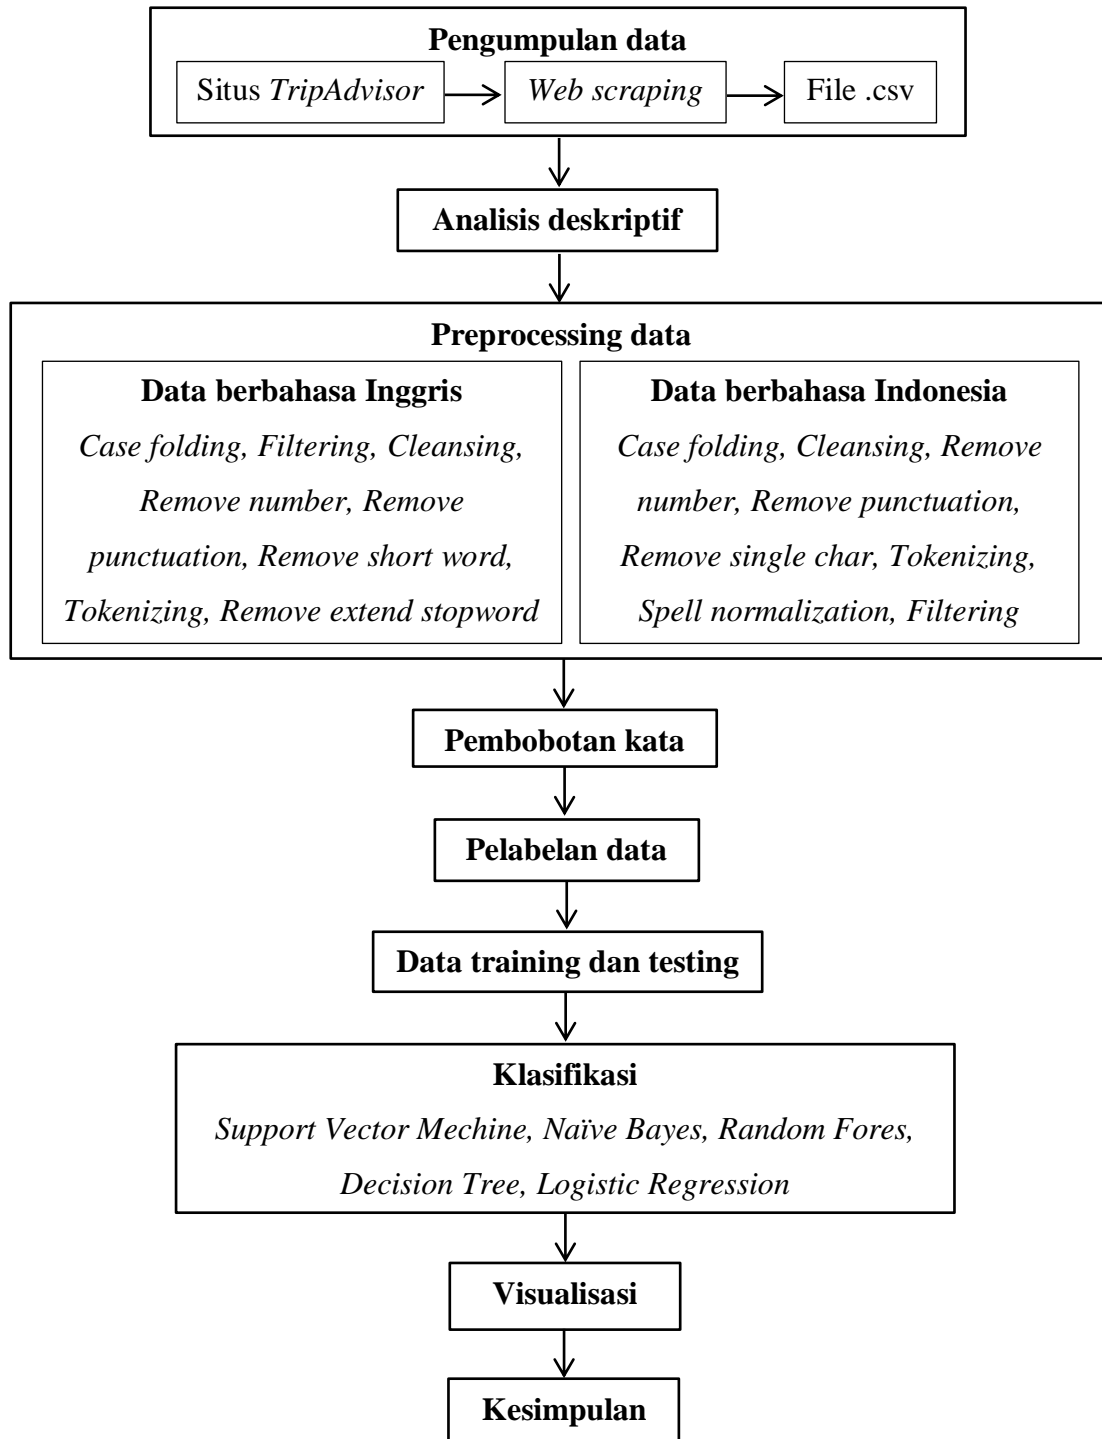 Pengumpulan data
Situs TripAdvisor
Web scraping
File .csv
Analisis deskriptif
Preprocessing data
Data berbahasa Inggris
Case folding, Filtering, Cleansing,
Remove number, Remove
punctuation, Remove short word,
Tokenizing, Remove extend stopword
Data berbahasa Indonesia
Case folding, Cleansing, Remove
number, Remove punctuation,
Remove single char, Tokenizing,
Spell normalization, Filtering
Pembobotan kata
Pelabelan data
Data training dan testing
Klasifikasi
Support Vector Mechine, Naïve Bayes, Random Fores,
Decision Tree, Logistic Regression
Visualisasi
Kesimpulan